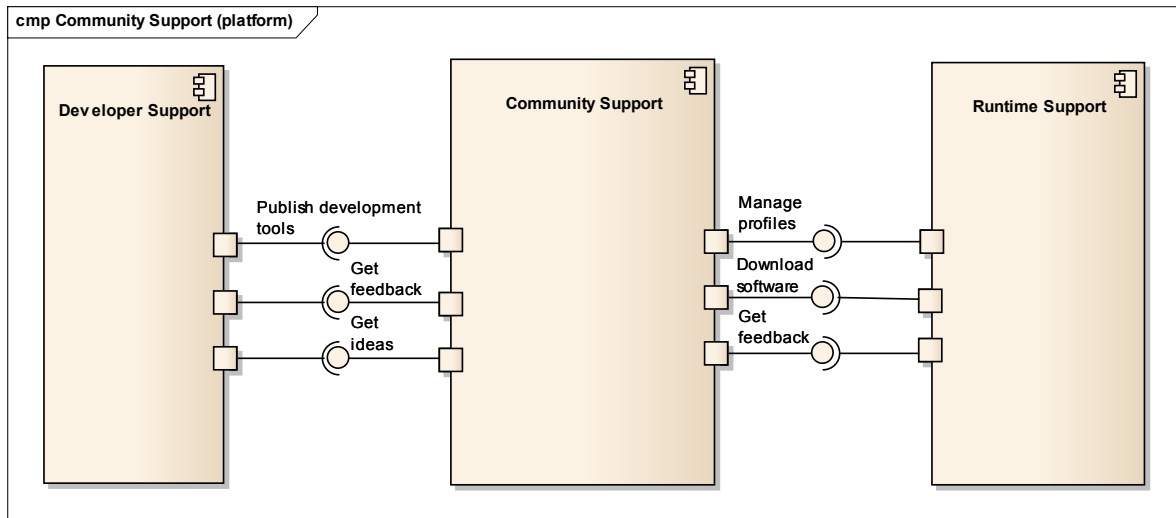 cmp Community Support (platform)
Developer Support
Community Support
Runtime Support
Publish development
tools
Get
feedback
Get
ideas
Manage
profiles
Download
software
Get
feedback